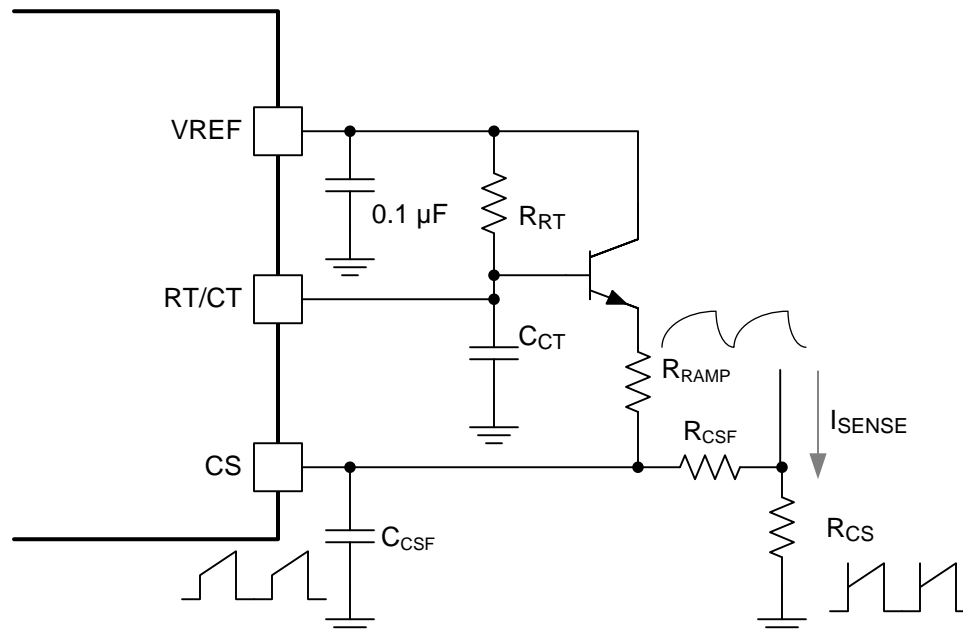 VREF
0.1 µF
RRT
RT/CT
CCT
RRAMP
ISENSE
RCSF
CS
CCSF
RCS